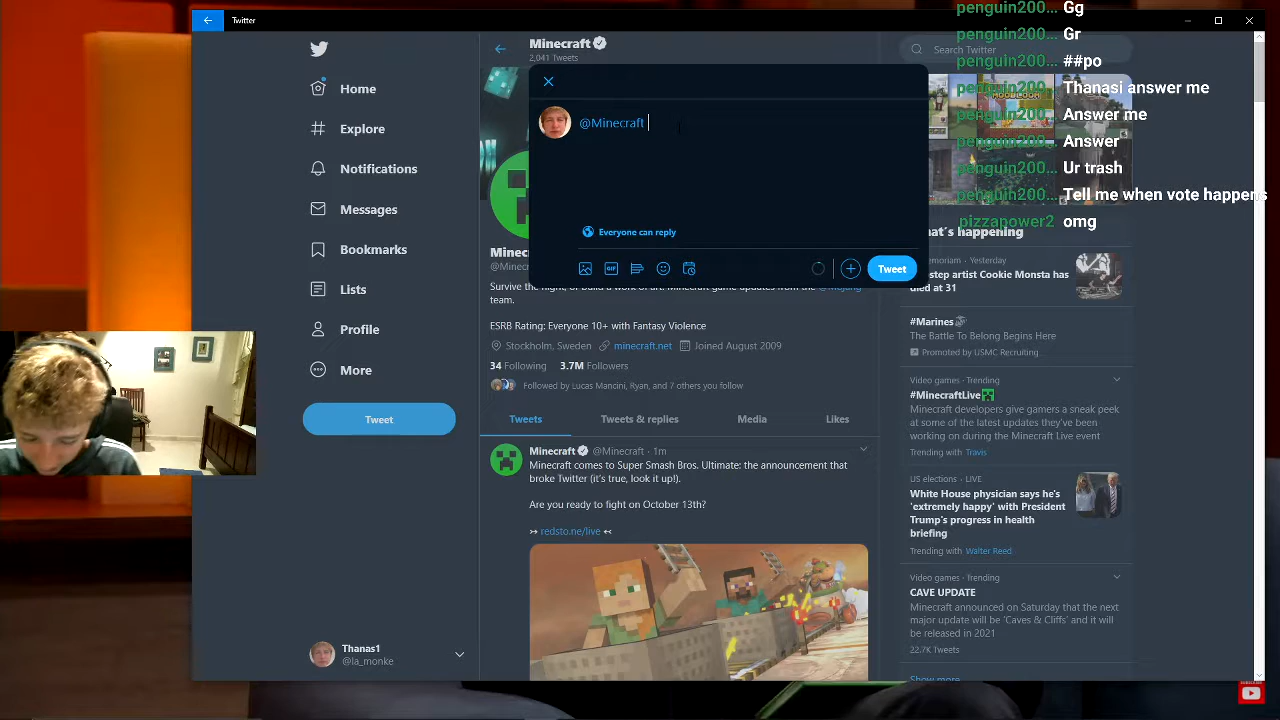 Twitter
Home
Explore
Notifications
Messages
Bookmarks
Lists
Profile
More
Tweet
Thanas1
@la_monke
Minecraft
2,041 Tweets
@Minecraft
Everyone can reply
Tweet
Survive the night, or build a work of art. Minecraft game updates from the @Mojang
team.
ESRB Rating: Everyone 10+ with Fantasy Violence
Stockholm, Sweden minecraft.net Joined August 2009
34 Following 3.7M Followers
Followed by Lucas Mancini, Ryan, and 7 others you follow
Tweets Tweets & replies Media Likes
Minecraft @Minecraft · 1m
Minecraft comes to Super Smash Bros. Ultimate: the announcement that
broke Twitter (it's true, look it up!).
Are you ready to fight on October 13th?
↣ redsto.ne/live ↢
Search Twitter
penguin200... Gg
penguin200... Gr
penguin200... ##po
penguin200... Thanasi answer me
penguin200... Answer me
penguin200... Answer
penguin200... Ur trash
penguin200... Tell me when vote happens
pizzapower2 omg
at's happening
emoriam · Yesterday
step artist Cookie Monsta has
died at 31
#Marines
The Battle To Belong Begins Here
Promoted by USMC Recruiting...
Video games · Trending
#MinecraftLive
Minecraft developers give gamers a sneak peek
at some of the latest updates they've been
working on during the Minecraft Live event
Trending with Travis
US elections · LIVE
White House physician says he's
'extremely happy' with President
Trump's progress in health
briefing
Trending with Walter Reed
Video games · Trending
CAVE UPDATE
Minecraft announced on Saturday that the next
major update will be 'Caves & Cliffs' and it will
be released in 2021
22.7K Tweets
Show more